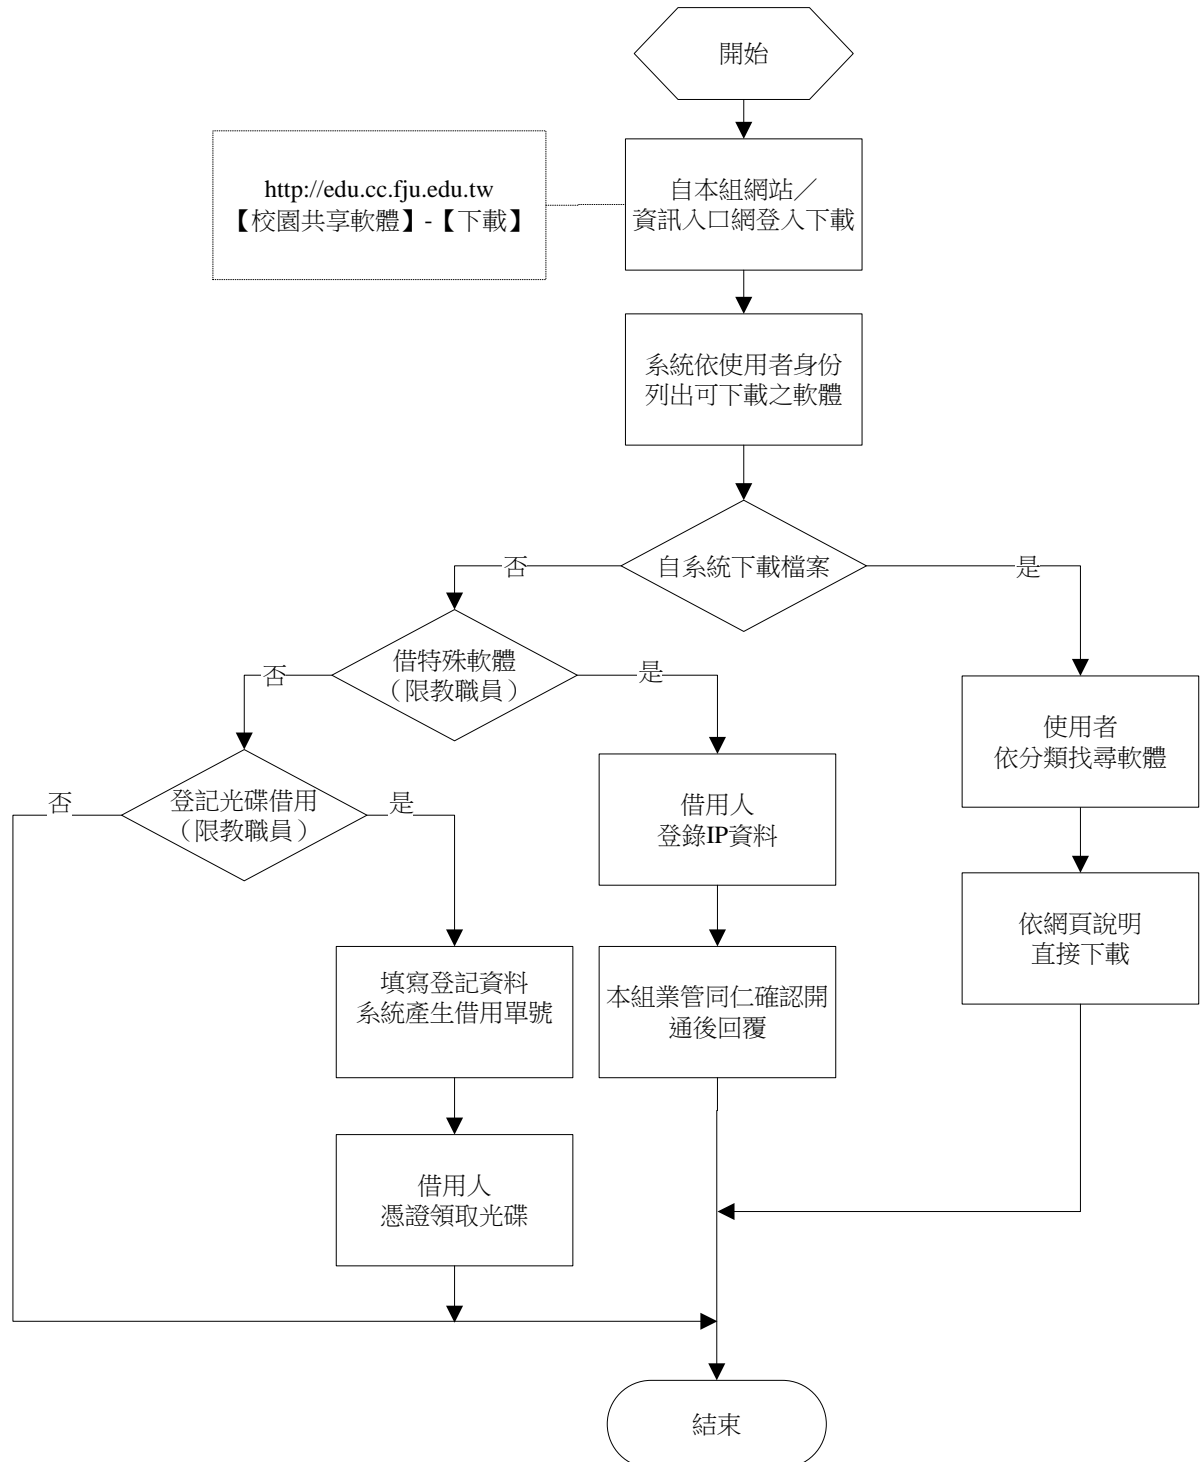 開始
http://edu.cc.fju.edu.tw
【校園共享軟體】-【下載】
自本組網站／
資訊入口網登入下載
系統依使用者身份
列出可下載之軟體
自系統下載檔案
否
是
借特殊軟體
（限教職員）
否
是
使用者
依分類找尋軟體
登記光碟借用
（限教職員）
否
是
借用人
登錄IP資料
依網頁說明
直接下載
填寫登記資料
系統產生借用單號
本組業管同仁確認開
通後回覆
借用人
憑證領取光碟
結束